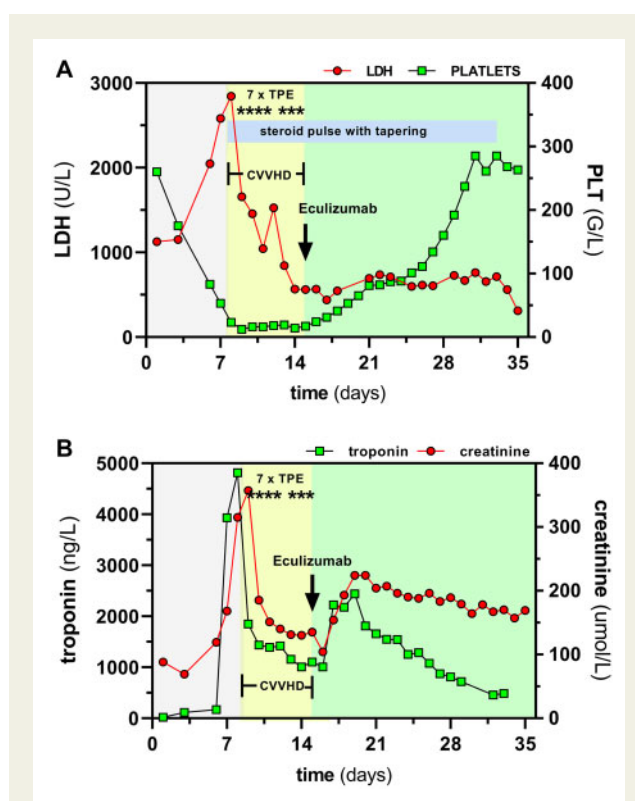 A
LDH PLATLETS
3000 400
7 x TPE
**** ***
steroid pulse with tapering
300
2000
CVVHD
LDH (U/L)
Eculizumab
200
PLT (G/L)
1000
100
0 0
0 7 14 21 28 35
time (days)
B
troponin creatinine
5000 400
7 x TPE
**** ***
4000
300
Eculizumab
3000
troponin (ng/L)
200
creatinine (umol/L)
2000
100
1000
CVVHD
0 0
0 7 14 21 28 35
time (days)